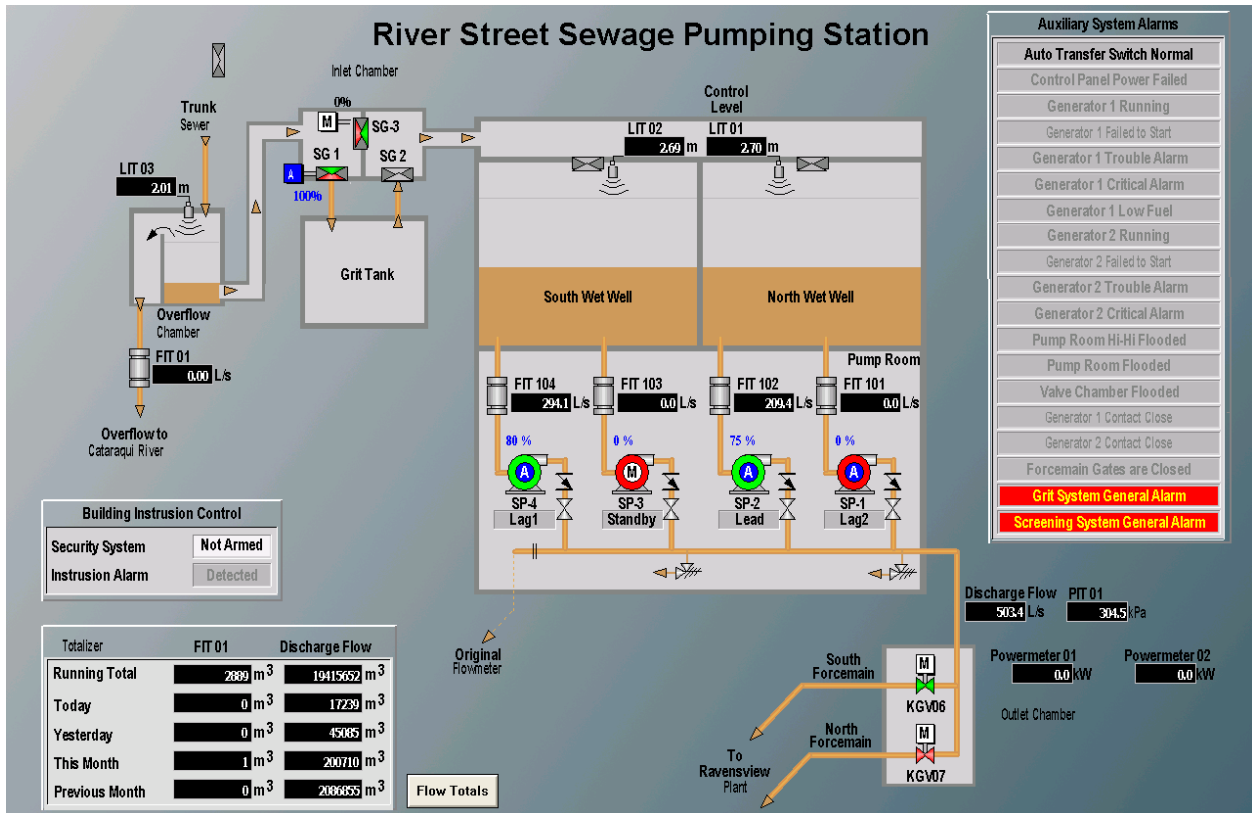 River Street Sewage Pumping Station
Inlet Chamber
0%
M
SG-3
SG 1
SG 2
A
100%
Trunk
Sewer
LIT 03
2.01 m
Grit Tank
Overflow
Chamber
FIT 01
0.00 L/s
Overflow to
Cataraqui River
Control
Level
LIT 02
2.69 m
LIT 01
2.70 m
South Wet Well
North Wet Well
Pump Room
FIT 104
294.1 L/s
FIT 103
0.0 L/s
FIT 102
209.4 L/s
FIT 101
0.0 L/s
80 %
0 %
75 %
0 %
A
M
A
A
SP-4
Lag1
SP-3
Standby
SP-2
Lead
SP-1
Lag2
Original
Flowmeter
Discharge Flow
503.4 L/s
PIT 01
304.5 kPa
Powermeter 01
0.0 kW
Powermeter 02
0.0 kW
Outlet Chamber
South
Forcemain
M
KGV06
North
Forcemain
M
KGV07
To
Ravensview
Plant
Auxiliary System Alarms
Auto Transfer Switch Normal
Control Panel Power Failed
Generator 1 Running
Generator 1 Failed to Start
Generator 1 Trouble Alarm
Generator 1 Critical Alarm
Generator 1 Low Fuel
Generator 2 Running
Generator 2 Failed to Start
Generator 2 Trouble Alarm
Generator 2 Critical Alarm
Pump Room Hi-Hi Flooded
Pump Room Flooded
Valve Chamber Flooded
Generator 1 Contact Close
Generator 2 Contact Close
Forcemain Gates are Closed
Grit System General Alarm
Screening System General Alarm
Building Instrusion Control
Security System Not Armed
Instrusion Alarm Detected
Totalizer FIT 01 Discharge Flow
Running Total 2889 m3 19415652 m3
Today 0 m3 17239 m3
Yesterday 0 m3 45085 m3
This Month 1 m3 200710 m3
Previous Month 0 m3 2086855 m3
Flow Totals